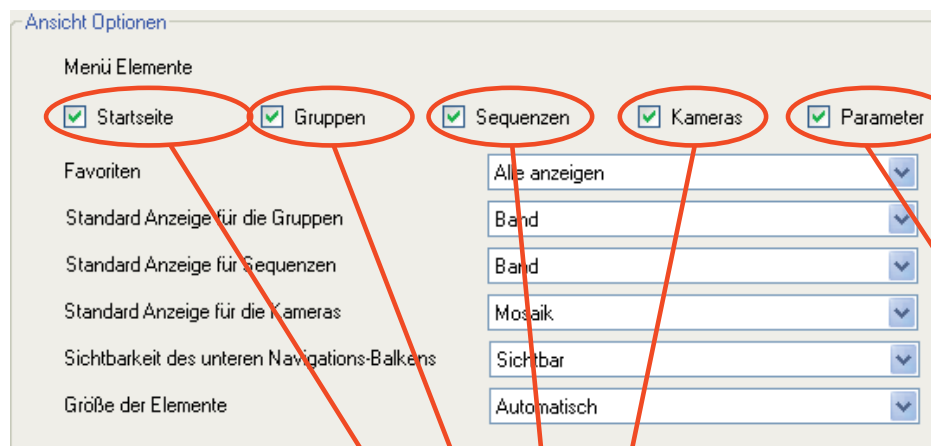 Ansicht Optionen
Menü Elemente
Startseite Gruppen Sequenzen Kameras Parameter
Favoriten Alle anzeigen
Standard Anzeige für die Gruppen Band
Standard Anzeige für Sequenzen Band
Standard Anzeige für die Kameras Mosaik
Sichtbarkeit des unteren Navigations-Balkens Sichtbar
Größe der Elemente Automatisch